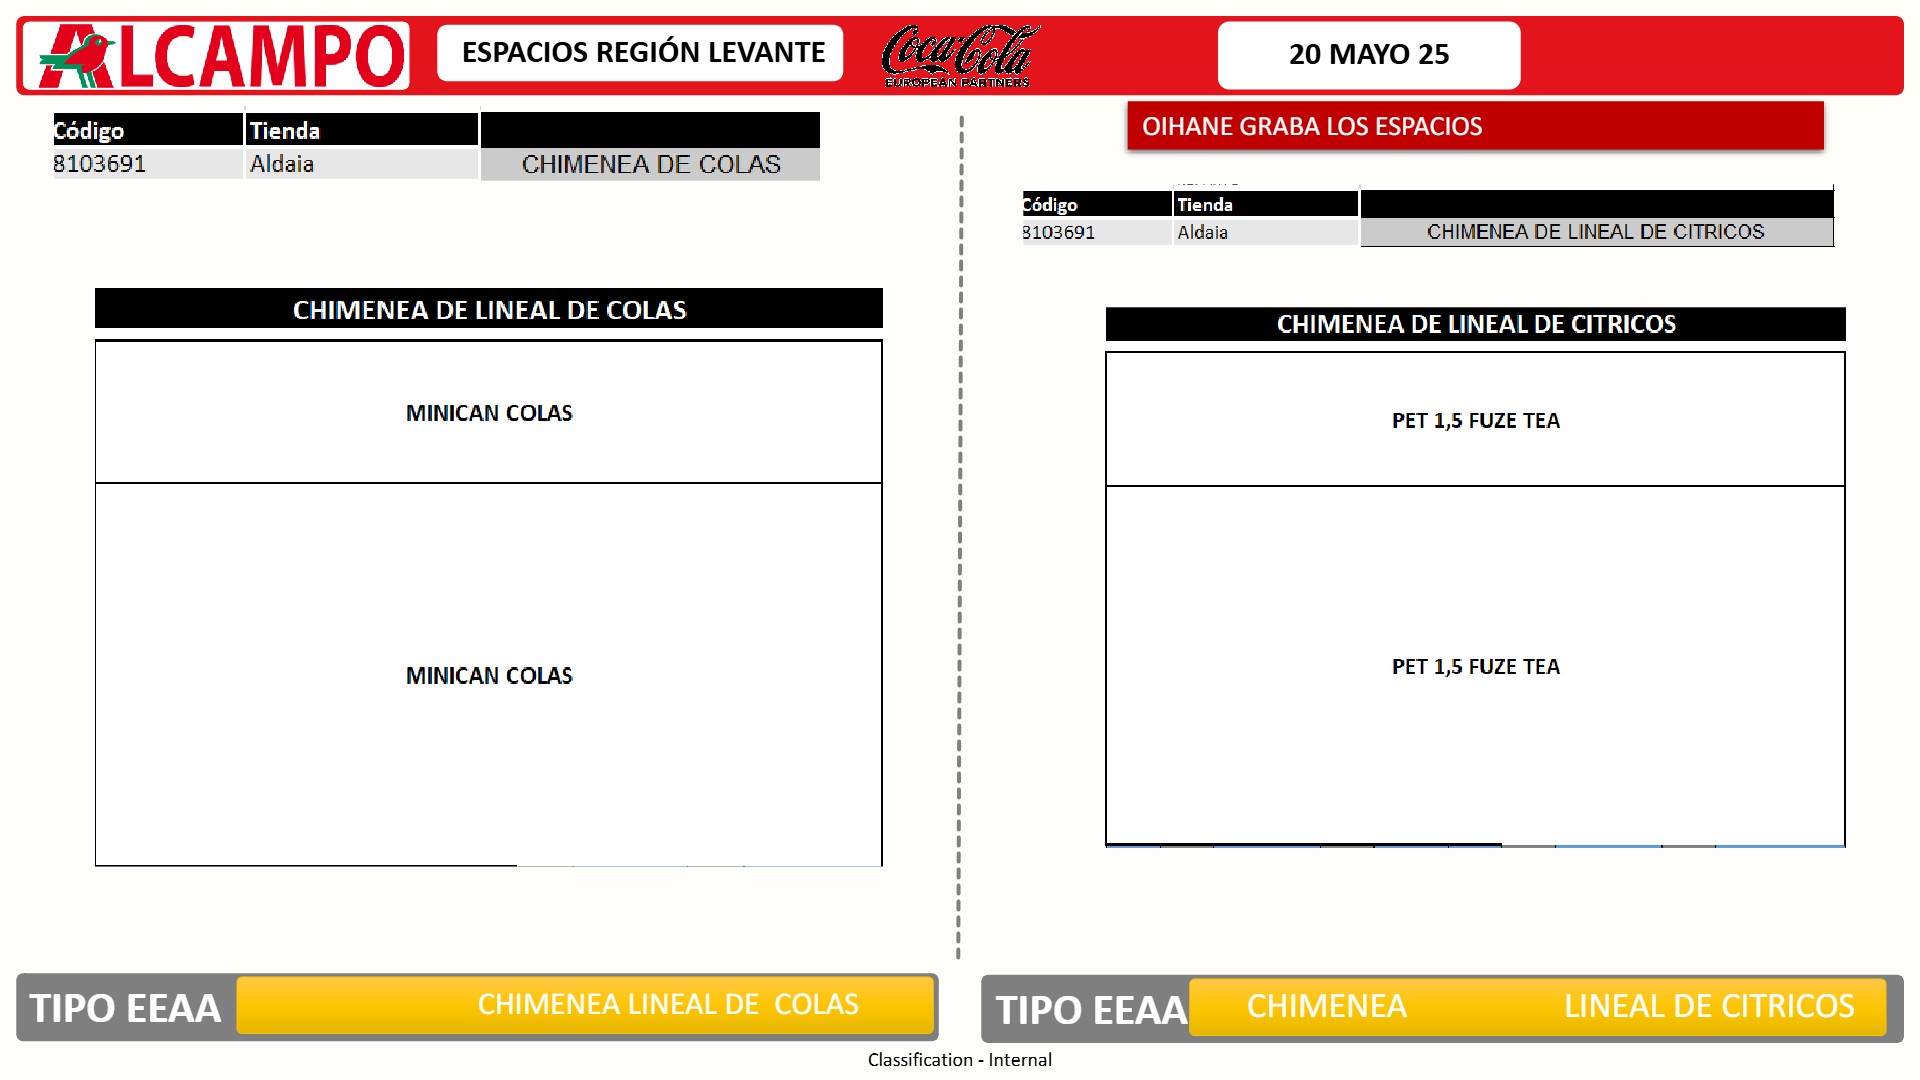 ALCAMPO
ESPACIOS REGIÓN LEVANTE
Coca-Cola
EUROPEAN PARTNERS
20 MAYO 25
Código Tienda
8103691 Aldaia CHIMENEA DE COLAS
CHIMENEA DE LINEAL DE COLAS
MINICAN COLAS
MINICAN COLAS
TIPO EEAA CHIMENEA LINEAL DE COLAS
OIHANE GRABA LOS ESPACIOS
Código Tienda
8103691 Aldaia CHIMENEA DE LINEAL DE CITRICOS
CHIMENEA DE LINEAL DE CITRICOS
PET 1,5 FUZE TEA
PET 1,5 FUZE TEA
TIPO EEAA CHIMENEA LINEAL DE CITRICOS
Classification - Internal